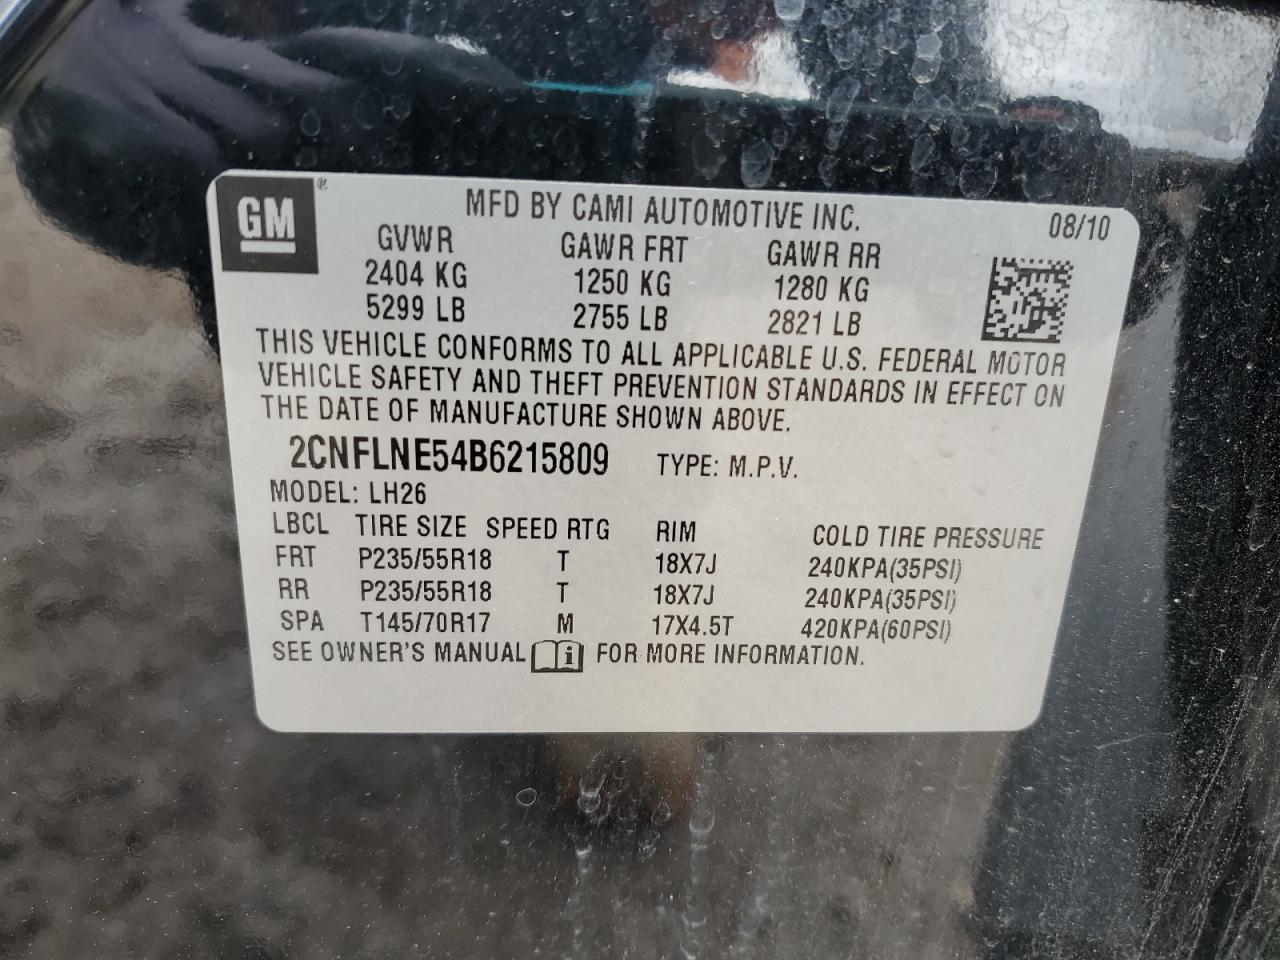 GM® MFD BY CAMI AUTOMOTIVE INC. 08/10
GVWR GAWR FRT GAWR RR
2404 KG 1250 KG 1280 KG
5299 LB 2755 LB 2821 LB
THIS VEHICLE CONFORMS TO ALL APPLICABLE U.S. FEDERAL MOTOR
VEHICLE SAFETY AND THEFT PREVENTION STANDARDS IN EFFECT ON
THE DATE OF MANUFACTURE SHOWN ABOVE.
2CNFLNE54B6215809 TYPE: M.P.V.
MODEL: LH26
LBCL TIRE SIZE SPEED RTG RIM COLD TIRE PRESSURE
FRT P235/55R18 T 18X7J 240KPA(35PSI)
RR P235/55R18 T 18X7J 240KPA(35PSI)
SPA T145/70R17 M 17X4.5T 420KPA(60PSI)
SEE OWNER'S MANUAL i FOR MORE INFORMATION.